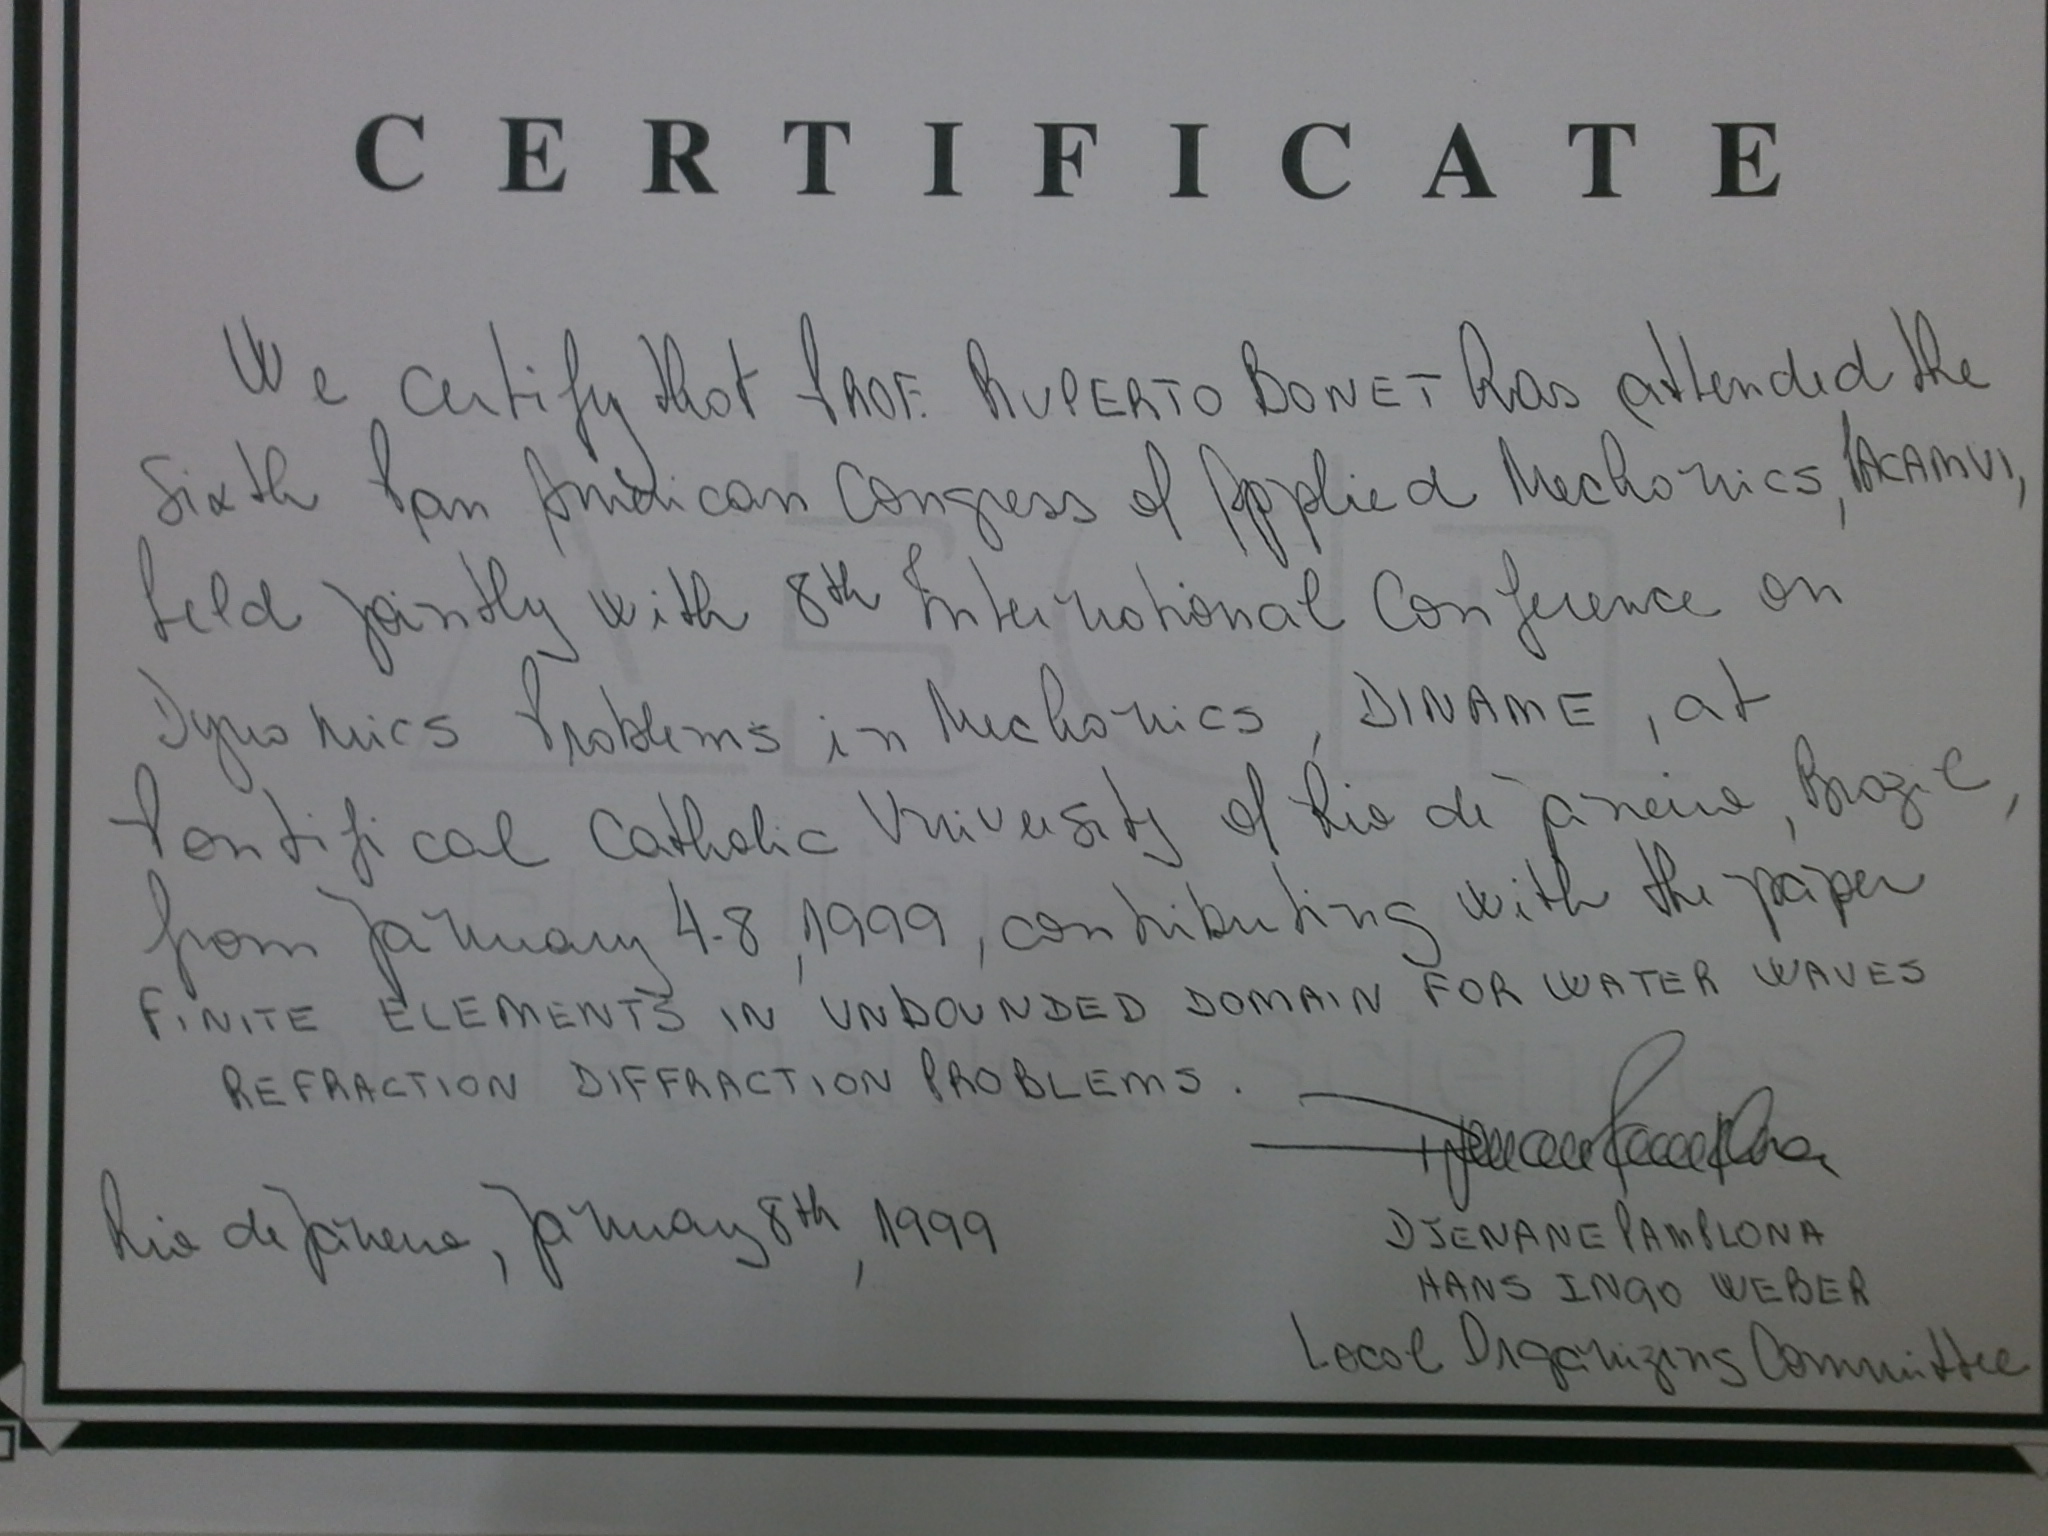 CERTIFICATE
We certify that PROF. RUPERTO BONET has attended the
Sixth Pan American Congress of Applied Mechanics, PACAM VI,
held jointly with 8th International Conference on
Dynamics Problems in Mechanics, DINAME, at
Pontifical Catholic University of Rio de Janeiro, Brazil,
from January 4-8, 1999, contributing with the paper
FINITE ELEMENTS IN UNBOUNDED DOMAIN FOR WATER WAVES
REFRACTION DIFFRACTION PROBLEMS.
Rio de Janeiro, January 8th, 1999
DJENANE PAMPLONA
HANS INGO WEBER
Local Organizing Committee